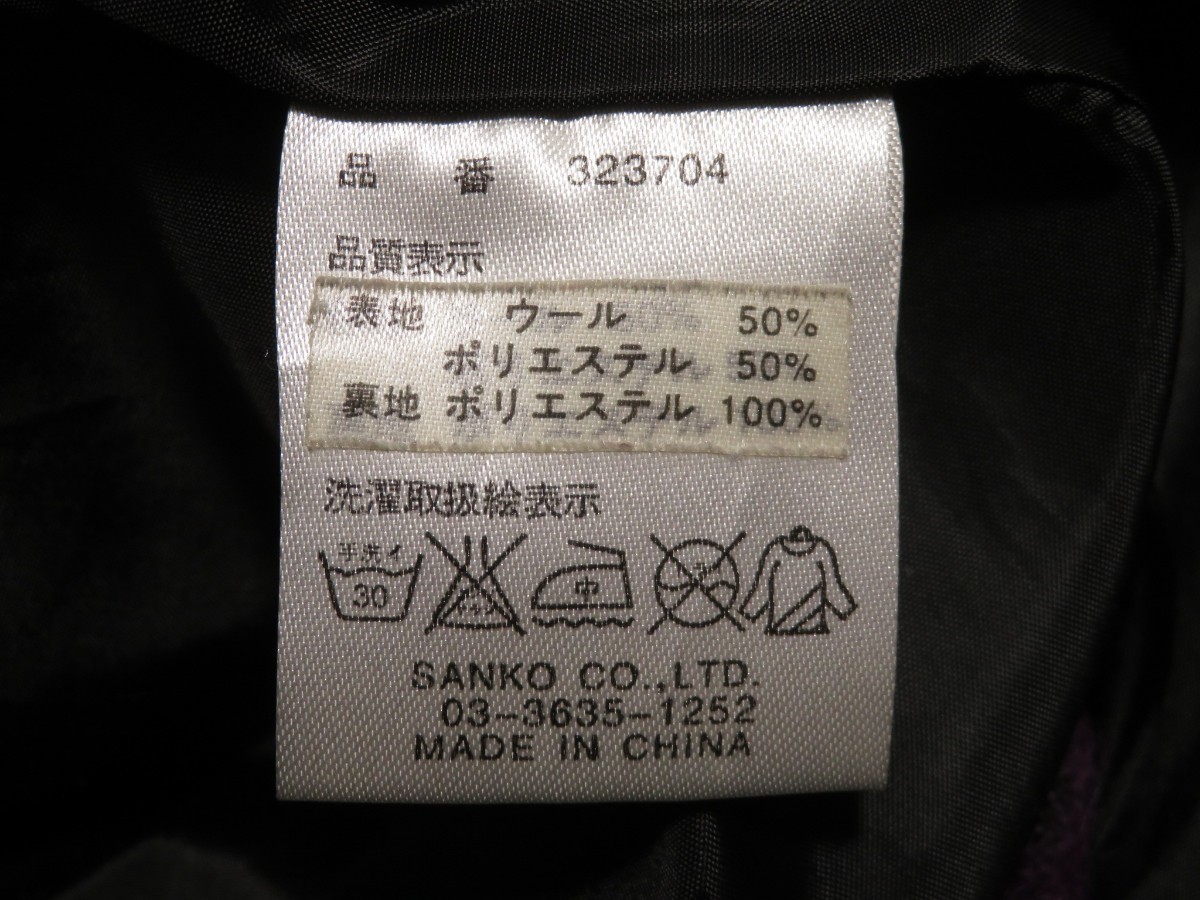 品番 323704
品質表示
表地 ウール 50%
ポリエステル 50%
裏地 ポリエステル 100%
洗濯取扱絵表示
手洗イ 30 中
SANKO CO.,LTD.
03-3635-1252
MADE IN CHINA